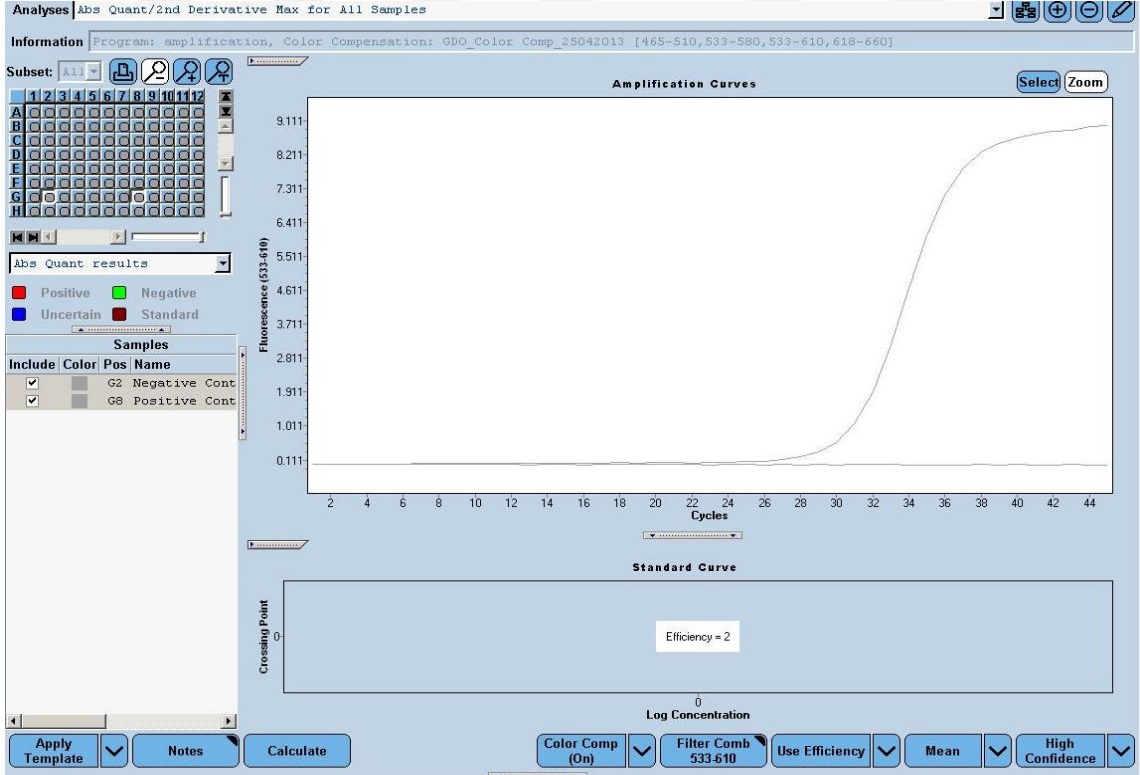 Analyses Abs Quant/2nd Derivative Max for All Samples
Information Program: amplification, Color Compensation: GDO_Color Comp_25042013 [465-510,533-580,533-610,618-660]
Subset: All
1 2 3 4 5 6 7 8 9 10 11 12
A
B
C
D
E
F
G
H
Abs Quant results
Positive Negative
Uncertain Standard
Samples
Include Color Pos Name
G2 Negative Cont
G8 Positive Cont
Amplification Curves
Select Zoom
9.111
8.211
7.311
6.411
5.511
4.611
3.711
2.811
1.911
1.011
0.111
Fluorescence (533-610)
2 4 6 8 10 12 14 16 18 20 22 24 26 28 30 32 34 36 38 40 42 44
Cycles
Standard Curve
Crossing Point
0
Efficiency = 2
0
Log Concentration
Apply Template
Notes
Calculate
Color Comp (On)
Filter Comb 533-610
Use Efficiency
Mean
High Confidence